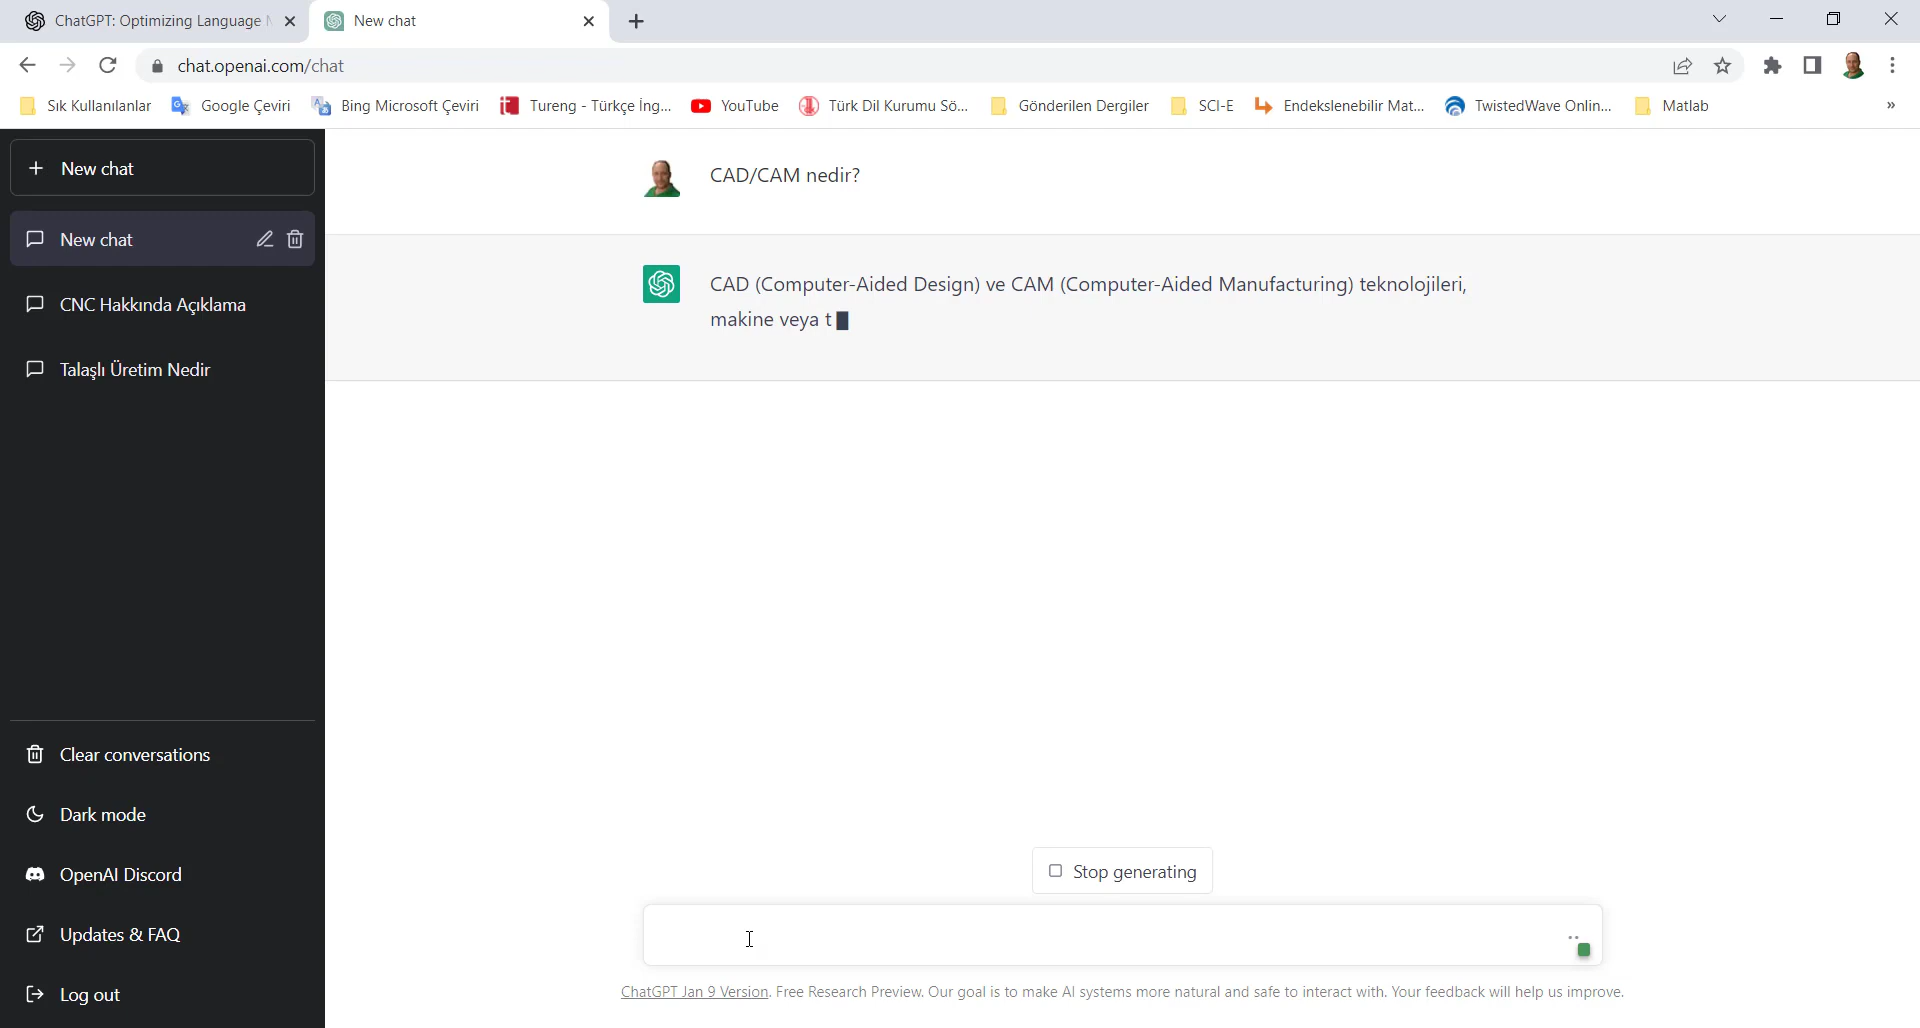 ChatGPT: Optimizing Language
New chat
chat.openai.com/chat
Sık Kullanılanlar
Google Çeviri
Bing Microsoft Çeviri
Tureng - Türkçe İng...
YouTube
Türk Dil Kurumu Sö...
Gönderilen Dergiler
SCI-E
Endekslenebilir Mat...
TwistedWave Onlin...
Matlab
»
New chat
New chat
CNC Hakkında Açıklama
Talaşlı Üretim Nedir
Clear conversations
Dark mode
OpenAI Discord
Updates & FAQ
Log out
CAD/CAM nedir?
CAD (Computer-Aided Design) ve CAM (Computer-Aided Manufacturing) teknolojileri,
makine veya t
Stop generating
ChatGPT Jan 9 Version. Free Research Preview. Our goal is to make AI systems more natural and safe to interact with. Your feedback will help us improve.